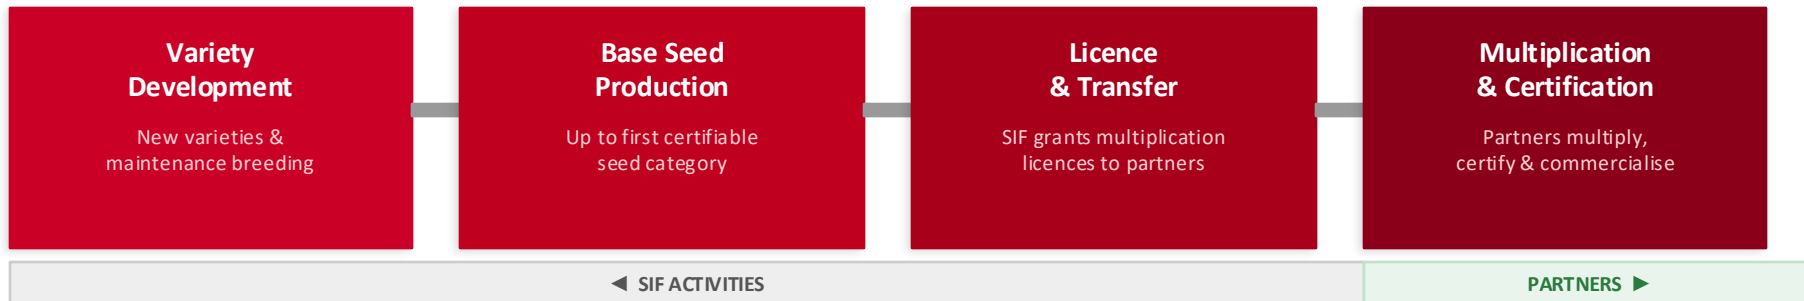 Variety
Development
New varieties &
maintenance breeding
Base Seed
Production
Up to first certifiable
seed category
Licence
& Transfer
SIF grants multiplication
licences to partners
Multiplication
& Certification
Partners multiply,
certify & commercialise
◄ SIF ACTIVITIES
PARTNERS ►